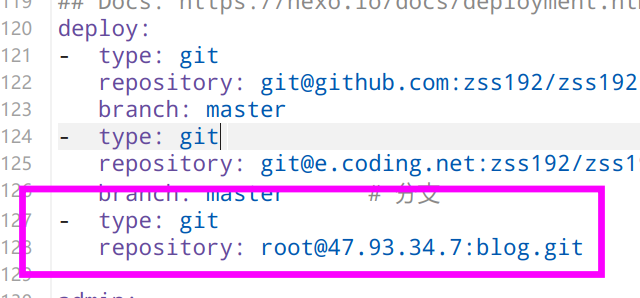 119 ## Docs: https://hexo.io/docs/deployment.ht
120 deploy:
121 - type: git
122 repository: git@github.com:zss192/zss192
123 branch: master
124 - type: git
125 repository: git@e.coding.net:zss192/zss1
126 branch: master # 分支
127 - type: git
128 repository: root@47.93.34.7:blog.git
129
130 admin: